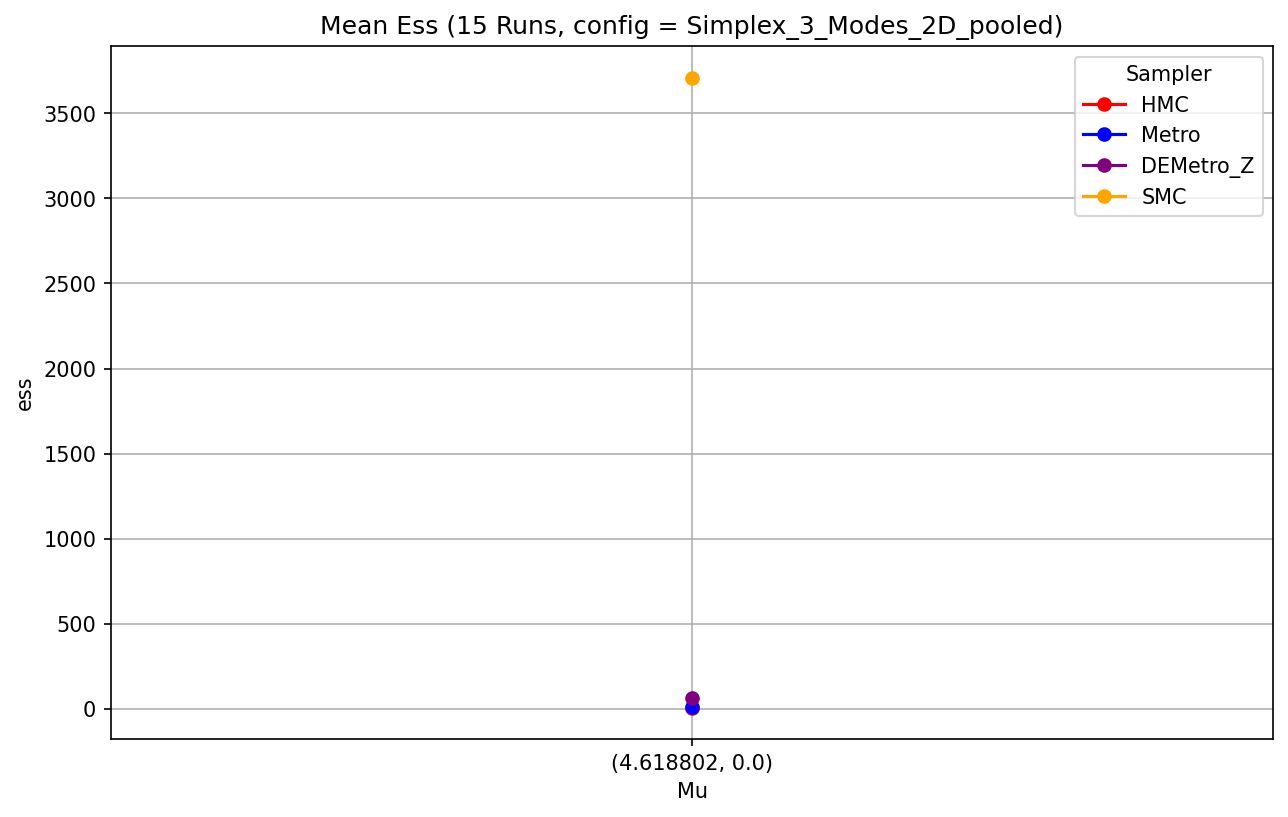 Mean Ess (15 Runs, config = Simplex_3_Modes_2D_pooled)
Sampler
HMC
Metro
DEMetro_Z
SMC
3500
3000
2500
2000
1500
1000
500
0
ess
(4.618802, 0.0)
Mu